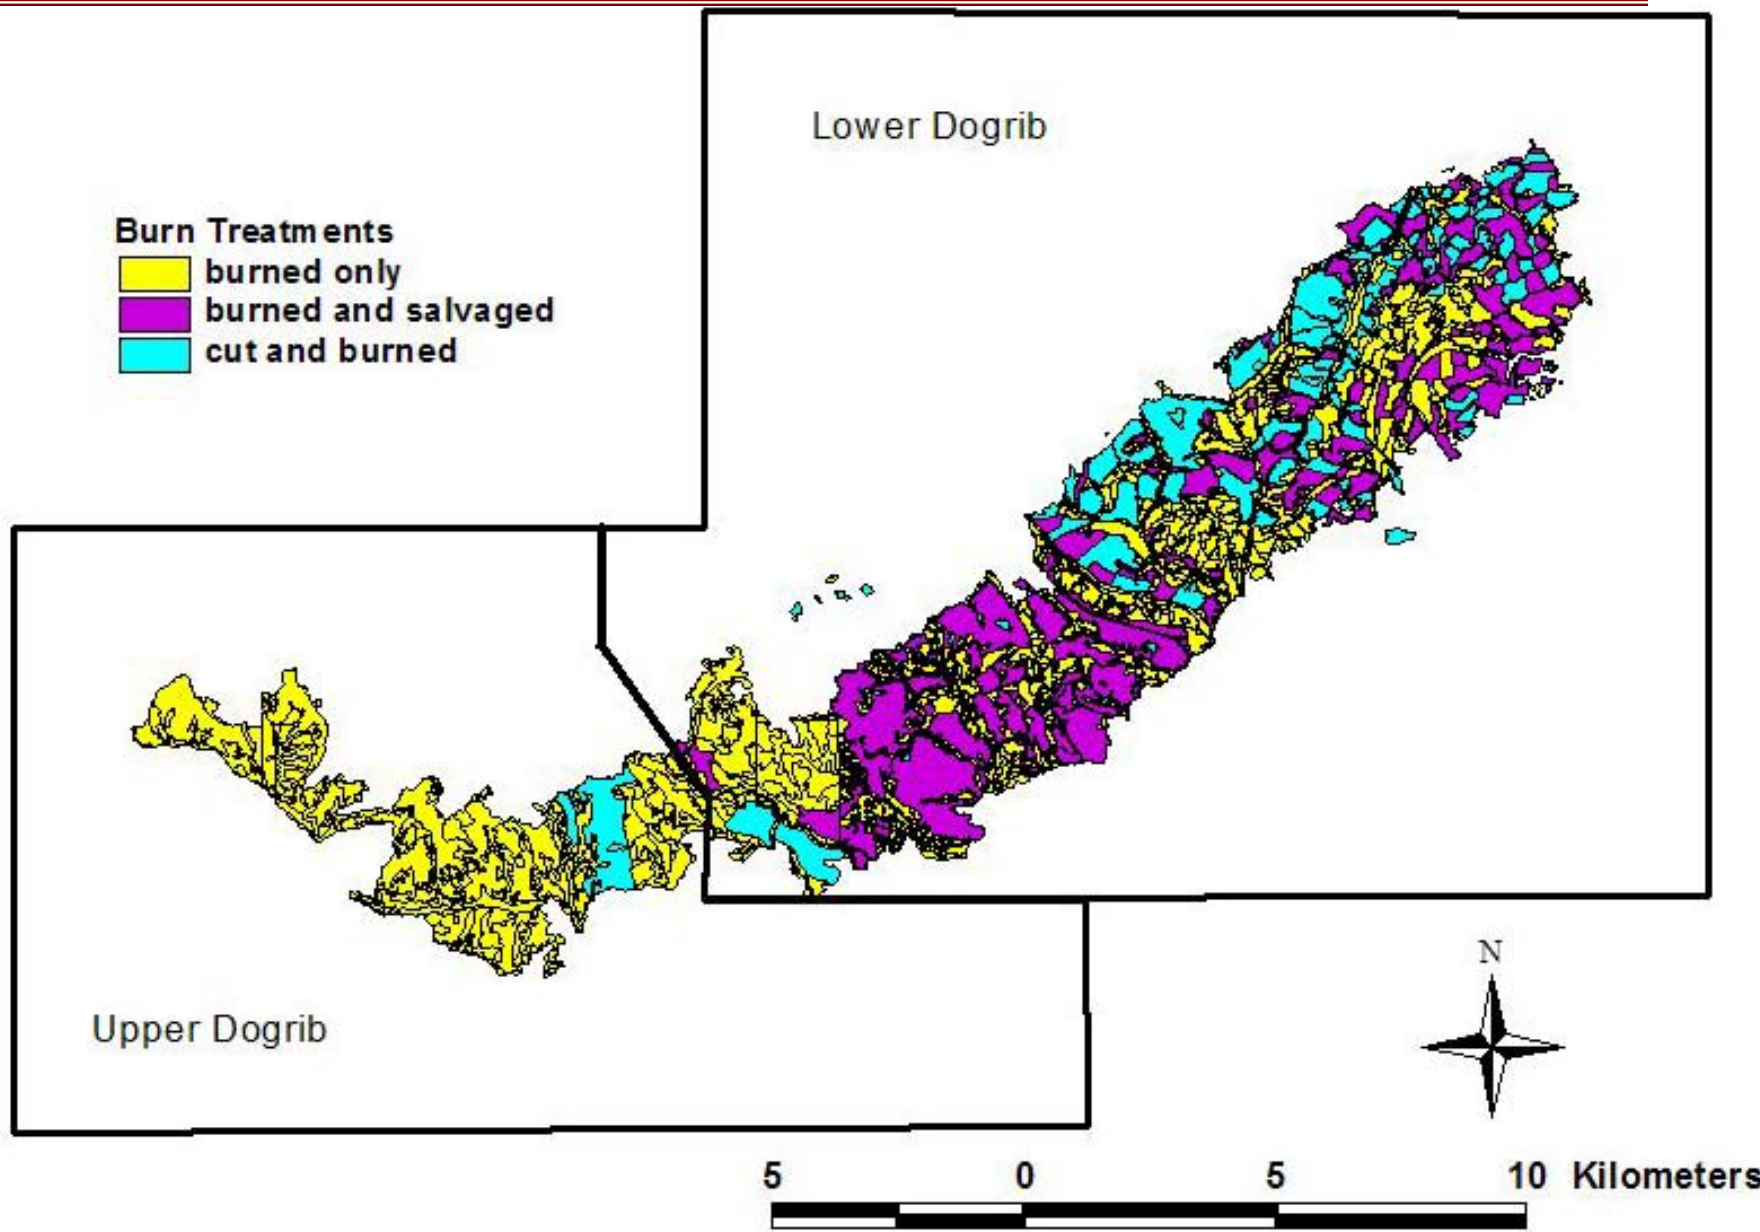 Lower Dogrib
Burn Treatments
burned only
burned and salvaged
cut and burned
Upper Dogrib
N
5 0 5 10 Kilometers